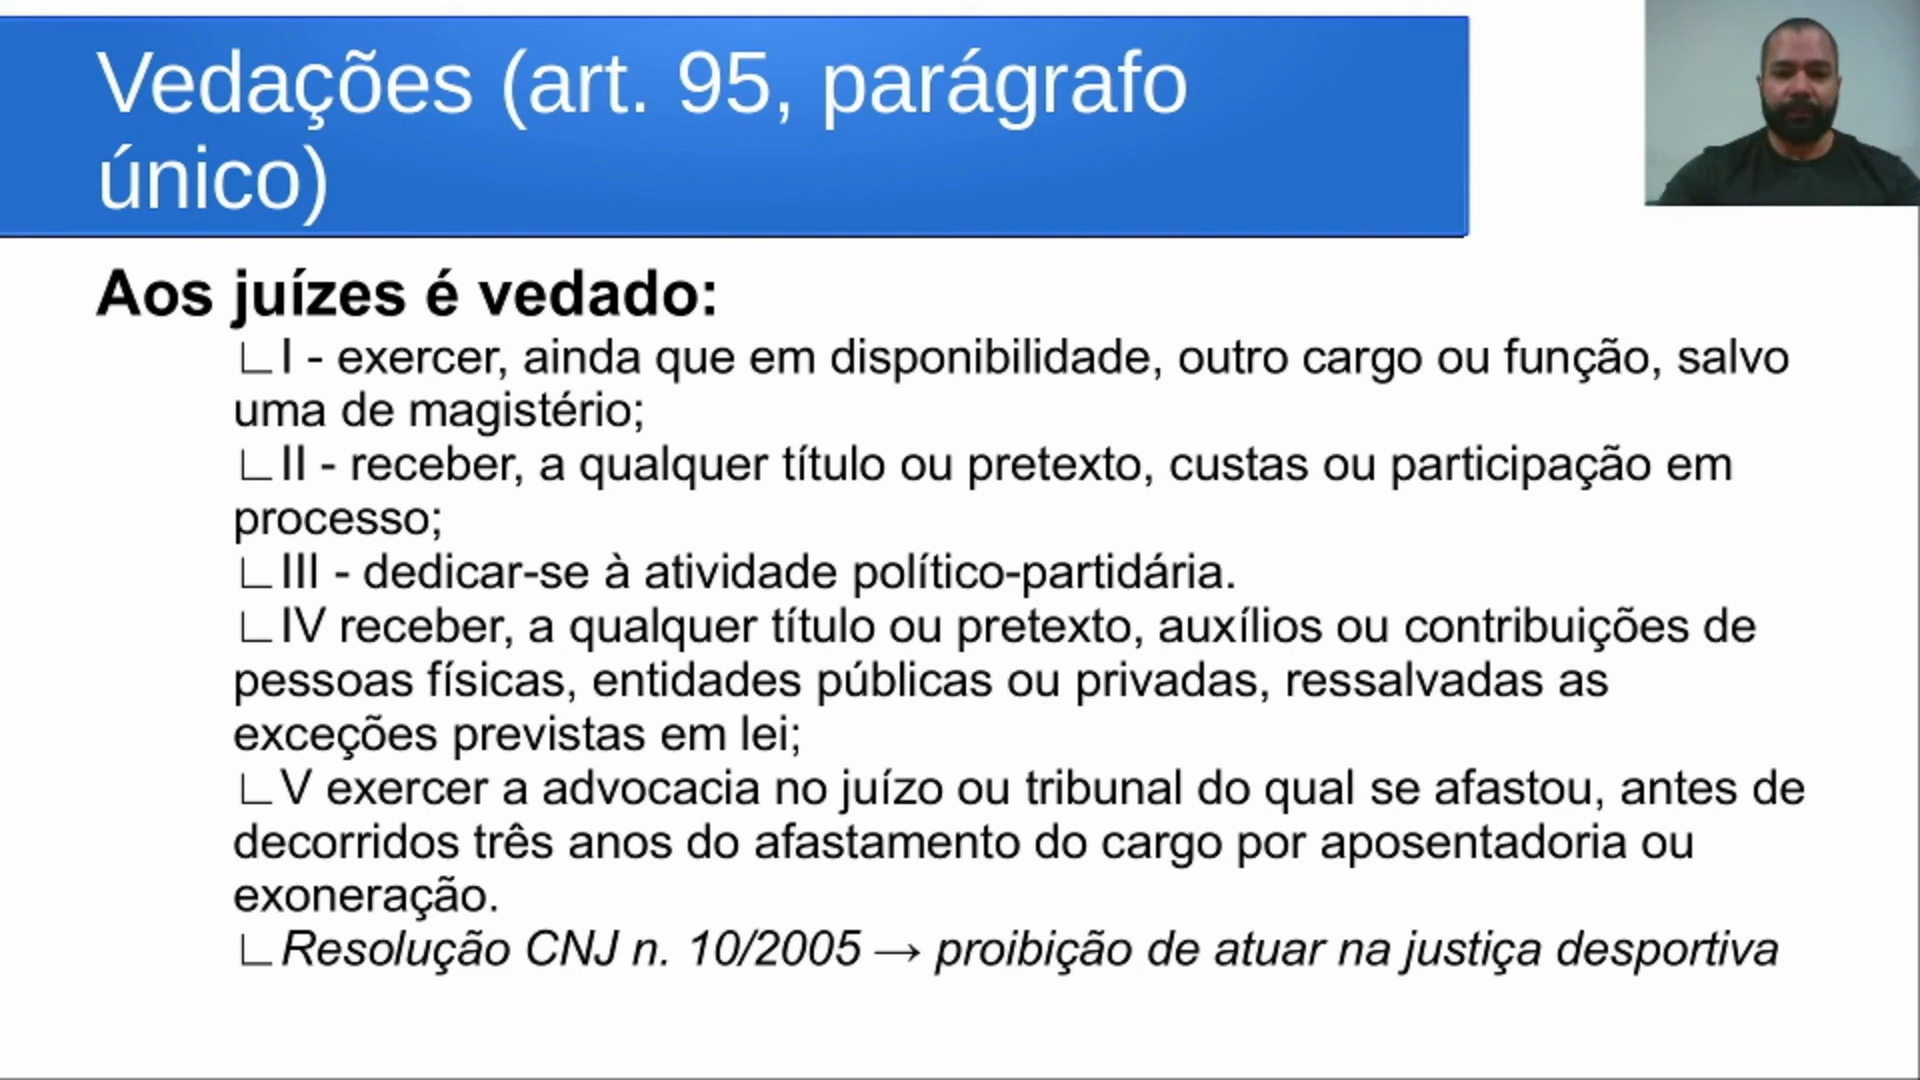 Vedações (art. 95, parágrafo
único)
Aos juízes é vedado:
∟I - exercer, ainda que em disponibilidade, outro cargo ou função, salvo
uma de magistério;
∟II - receber, a qualquer título ou pretexto, custas ou participação em
processo;
∟III - dedicar-se à atividade político-partidária.
∟IV receber, a qualquer título ou pretexto, auxílios ou contribuições de
pessoas físicas, entidades públicas ou privadas, ressalvadas as
exceções previstas em lei;
∟V exercer a advocacia no juízo ou tribunal do qual se afastou, antes de
decorridos três anos do afastamento do cargo por aposentadoria ou
exoneração.
∟Resolução CNJ n. 10/2005 → proibição de atuar na justiça desportiva